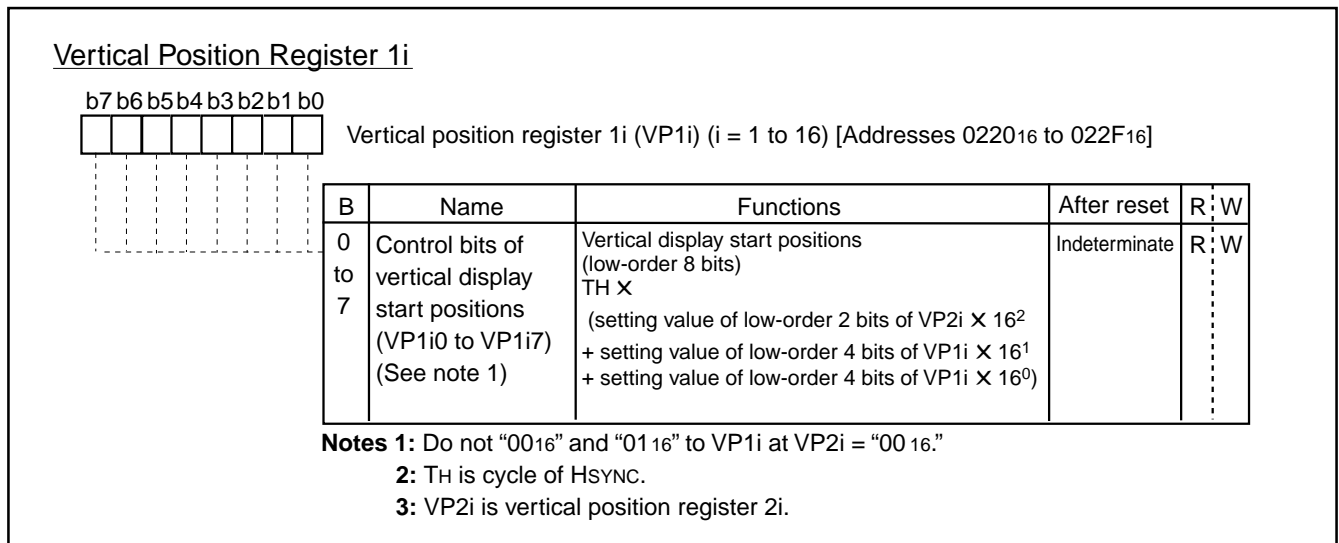 Vertical Position Register 1i
b7 b6 b5 b4 b3 b2 b1 b0
Vertical position register 1i (VP1i) (i = 1 to 16) [Addresses 022016 to 022F16]
B Name Functions After reset R W
0 to 7
Control bits of
vertical display
start positions
(VP1i0 to VP1i7)
(See note 1)
Vertical display start positions
(low-order 8 bits)
TH ×
(setting value of low-order 2 bits of VP2i × 16²
+ setting value of low-order 4 bits of VP1i × 16¹
+ setting value of low-order 4 bits of VP1i × 16⁰)
Indeterminate R W
Notes 1: Do not “0016” and “01 16” to VP1i at VP2i = “00 16.”
2: TH is cycle of HSYNC.
3: VP2i is vertical position register 2i.